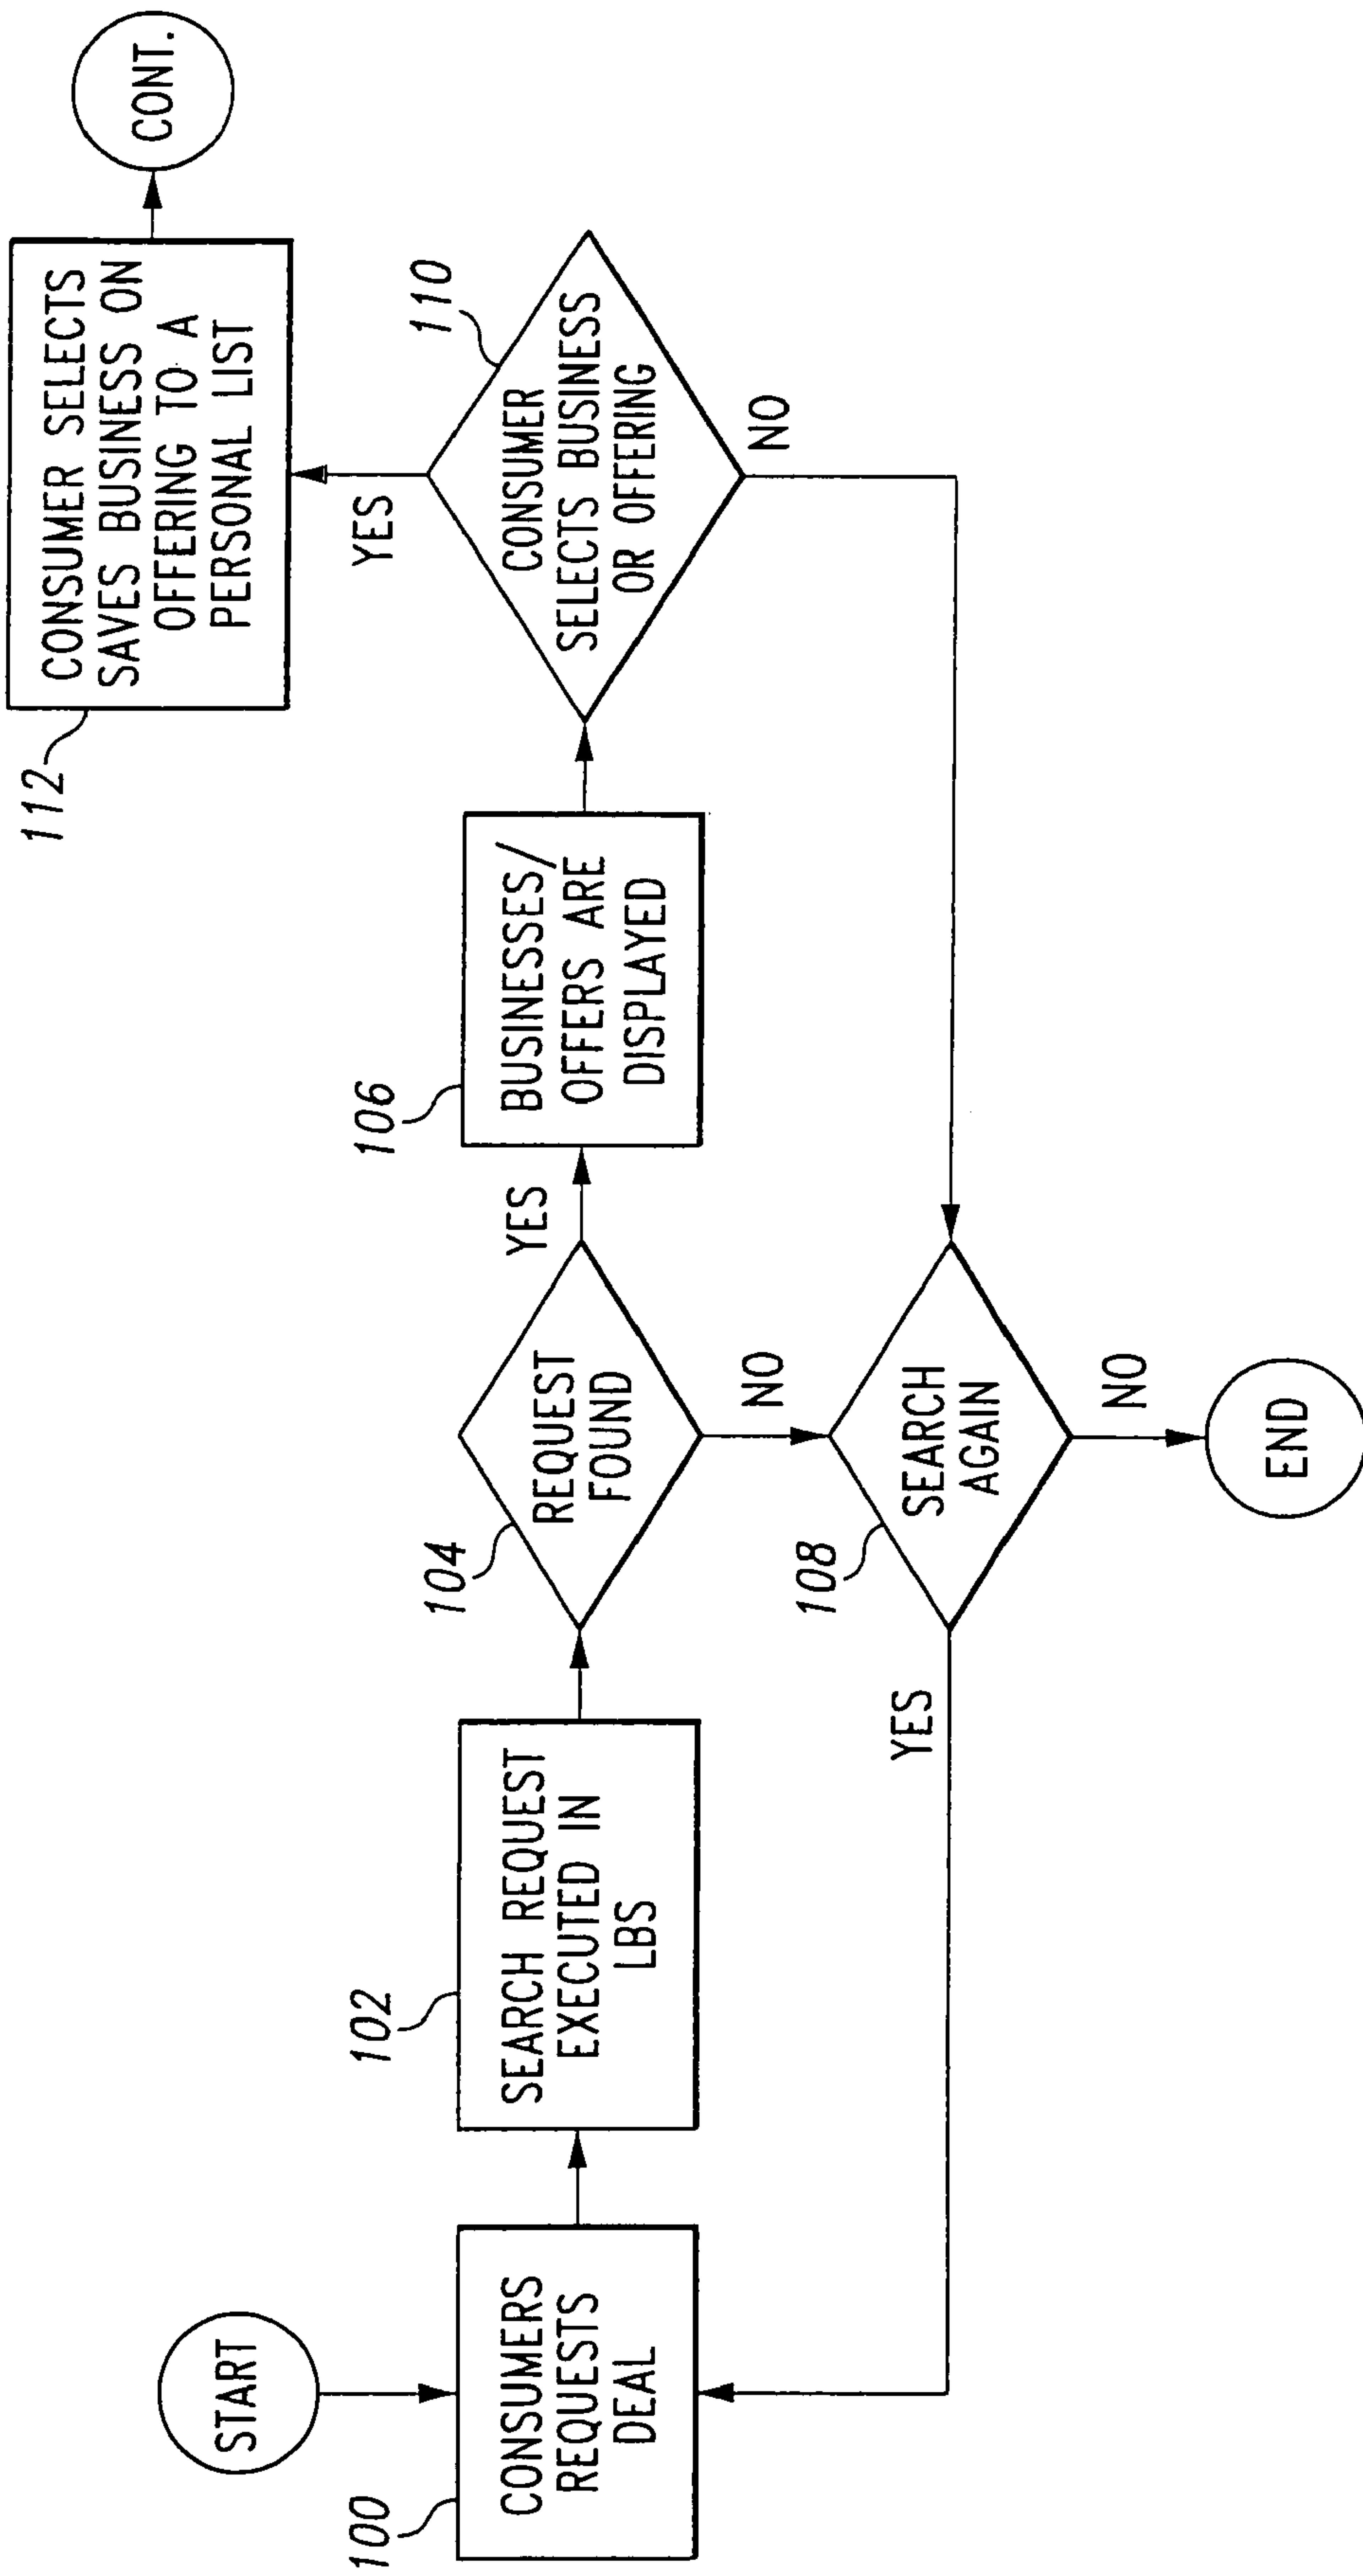 START
100
CONSUMERS
REQUESTS
DEAL
102
SEARCH REQUEST
EXECUTED IN
LBS
104
REQUEST
FOUND
YES
NO
106
BUSINESSES/
OFFERS ARE
DISPLAYED
110
CONSUMER
SELECTS BUSINESS
OR OFFERING
YES
NO
112
CONSUMER SELECTS
SAVES BUSINESS ON
OFFERING TO A
PERSONAL LIST
CONT.
108
SEARCH
AGAIN
YES
NO
END